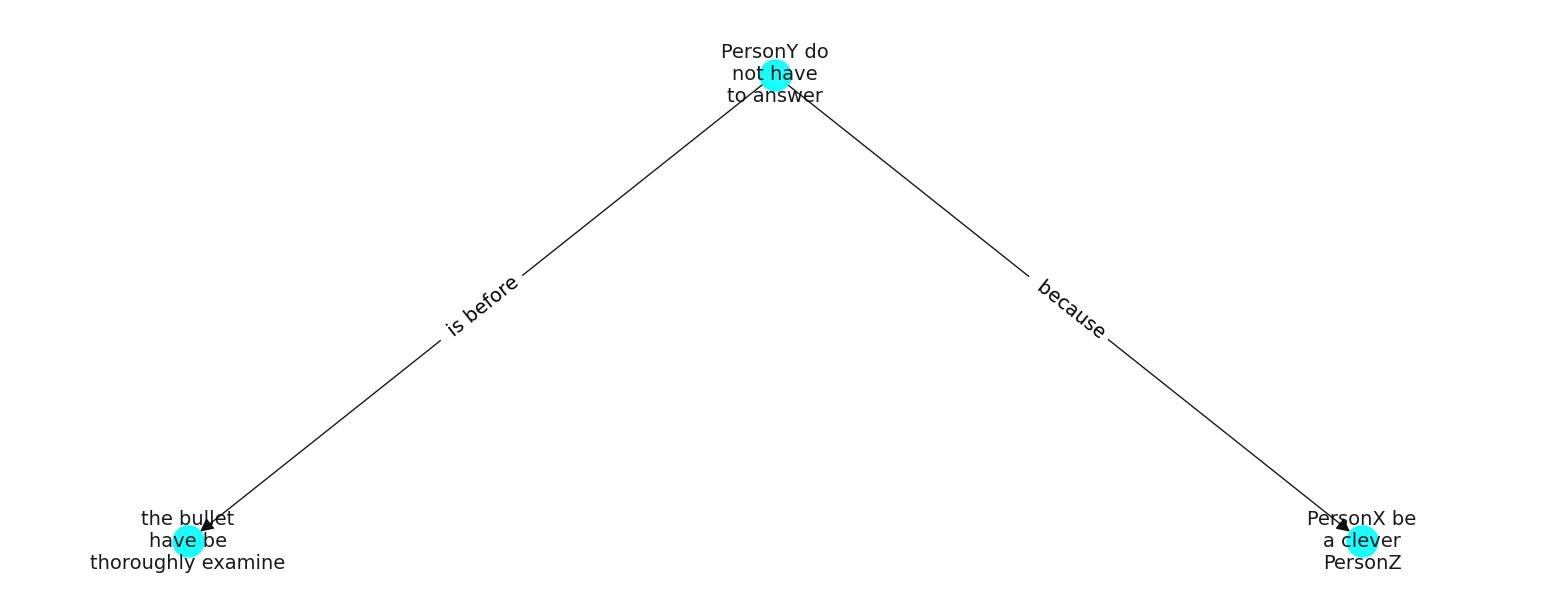 PersonY do
not have
to answer
is before
because
the bullet
have be
thoroughly examine
PersonX be
a clever
PersonZ